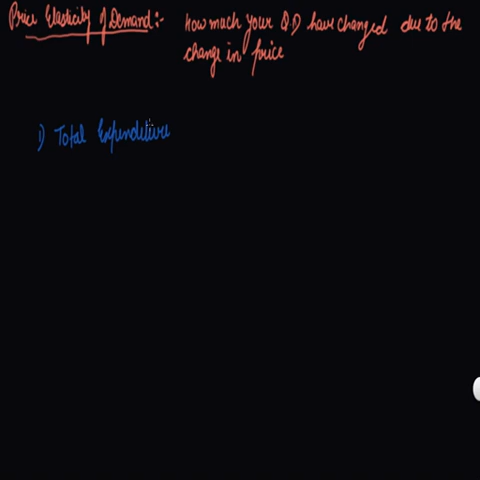 Price Elasticity of Demand:- How much your Q.D have changed due to the
change in price
1) Total Expenditure